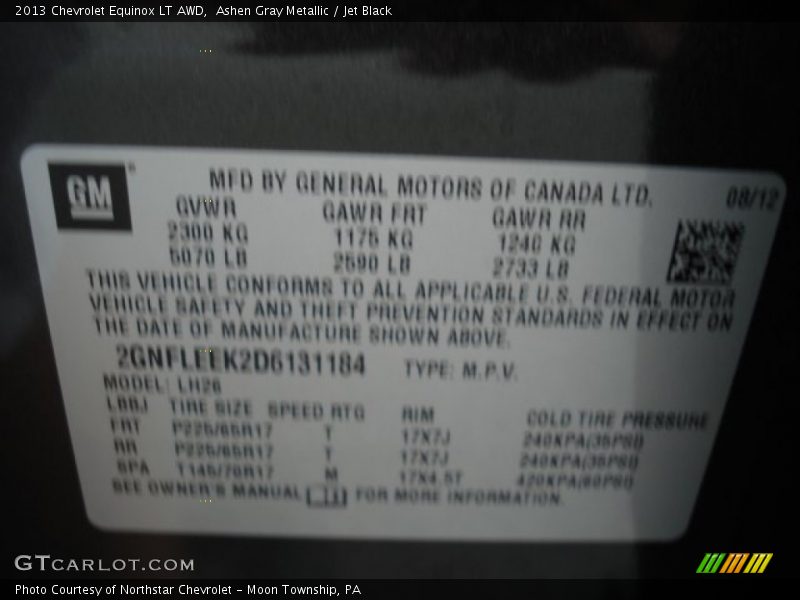 2013 Chevrolet Equinox LT AWD, Ashen Gray Metallic / Jet Black
GM
MFD BY GENERAL MOTORS OF CANADA LTD. 08/12
GVWR GAWR FRT GAWR RR
2300 KG 1175 KG 1240 KG
5070 LB 2590 LB 2733 LB
THIS VEHICLE CONFORMS TO ALL APPLICABLE U.S. FEDERAL MOTOR
VEHICLE SAFETY AND THEFT PREVENTION STANDARDS IN EFFECT ON
THE DATE OF MANUFACTURE SHOWN ABOVE.
2GNFLEEK2D6131184 TYPE: M.P.V.
MODEL: LH26
LBBJ TIRE SIZE SPEED RTG RIM COLD TIRE PRESSURE
FRT P225/65R17 T 17X7J 240KPA(35PSI)
RR P225/65R17 T 17X7J 240KPA(35PSI)
SPA T145/70R17 M 17X4.5T 420KPA(60PSI)
SEE OWNER'S MANUAL FOR MORE INFORMATION.
GTCARLOT.COM
Photo Courtesy of Northstar Chevrolet - Moon Township, PA